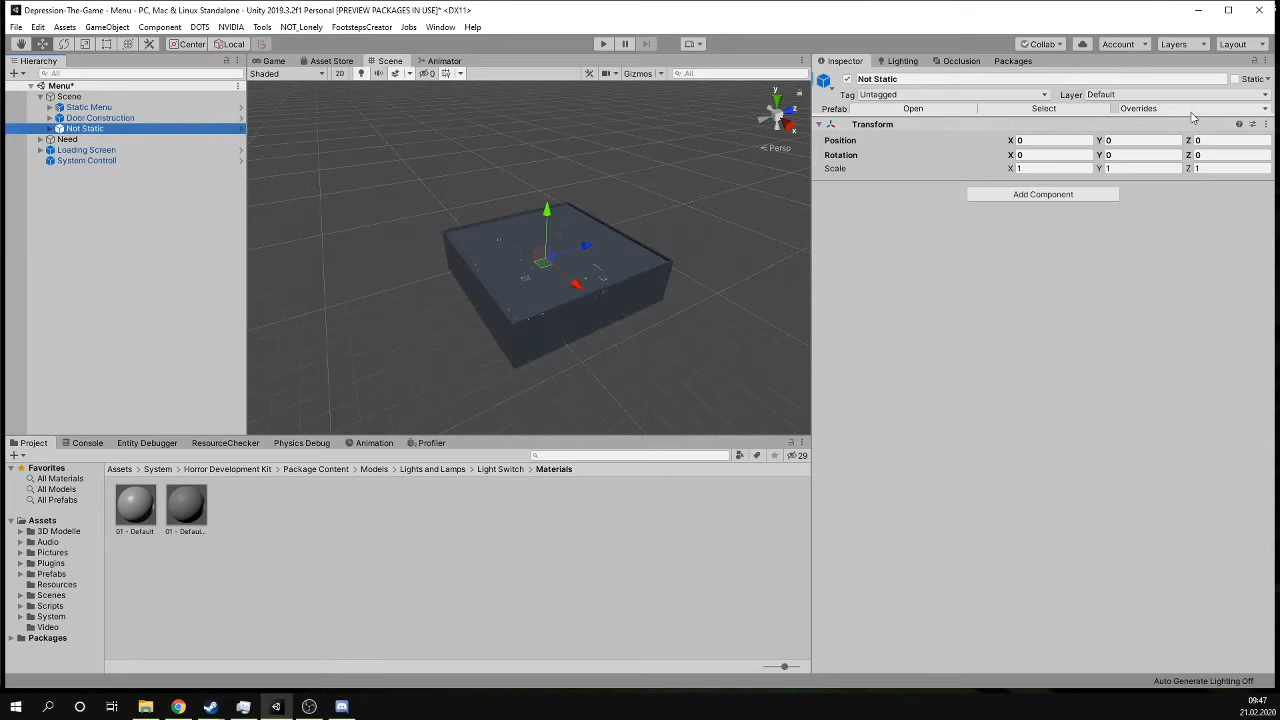 Depression-The-Game - Menu - PC, Mac & Linux Standalone - Unity 2019.3.2f1 Personal [PREVIEW PACKAGES IN USE]* <DX11>
File Edit Assets GameObject Component DOTS NVIDIA Tools NOT_Lonely FootstepsCreator Jobs Window Help
Center Local Collab Account Layers Layout
Hierarchy Game Asset Store Scene Animator Inspector Lighting Occlusion Packages
All Shaded 2D 0 Gizmos All Not Static Static
Menu*
Scene
Static Menu
Door Construction
Not Static
Need
Loading Screen
System Controll
Tag Untagged Layer Default
Prefab Open Select Overrides
Transform
Position X 0 Y 0 Z 0
Rotation X 0 Y 0 Z 0
Scale X 1 Y 1 Z 1
Add Component
y
z
x
Persp
Project Console Entity Debugger ResourceChecker Physics Debug Animation Profiler
29
Favorites
All Materials
All Models
All Prefabs
Assets
3D Modelle
Audio
Pictures
Plugins
Prefabs
Resources
Scenes
Scripts
System
Video
Packages
Assets System Horror Development Kit Package Content Models Lights and Lamps Light Switch Materials
01 - Default 01 - Defaul...
Auto Generate Lighting Off
09:47
21.02.2020